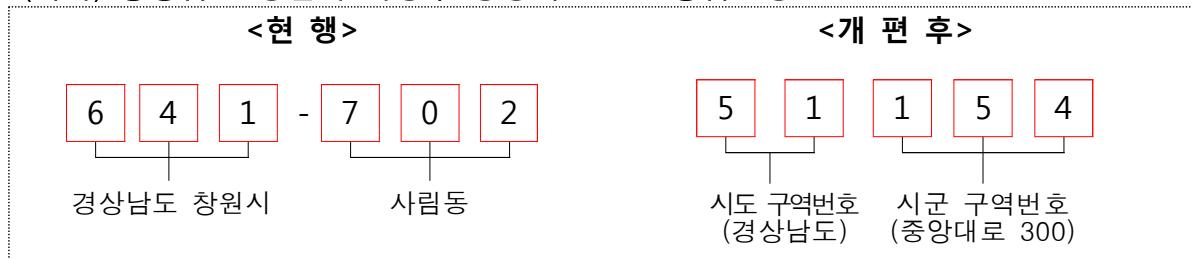 <현 행>
<개 편 후>
6 4 1 - 7 0 2
5 1 1 5 4
경상남도 창원시
사림동
시도 구역번호
(경상남도)
시군 구역번호
(중앙대로 300)